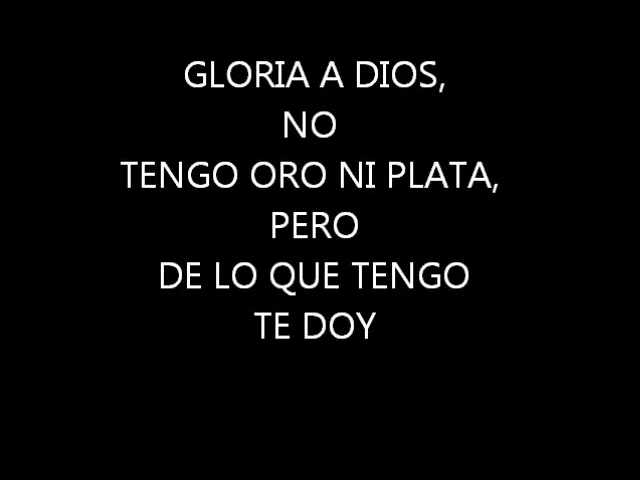 GLORIA A DIOS,
NO
TENGO ORO NI PLATA,
PERO
DE LO QUE TENGO
TE DOY